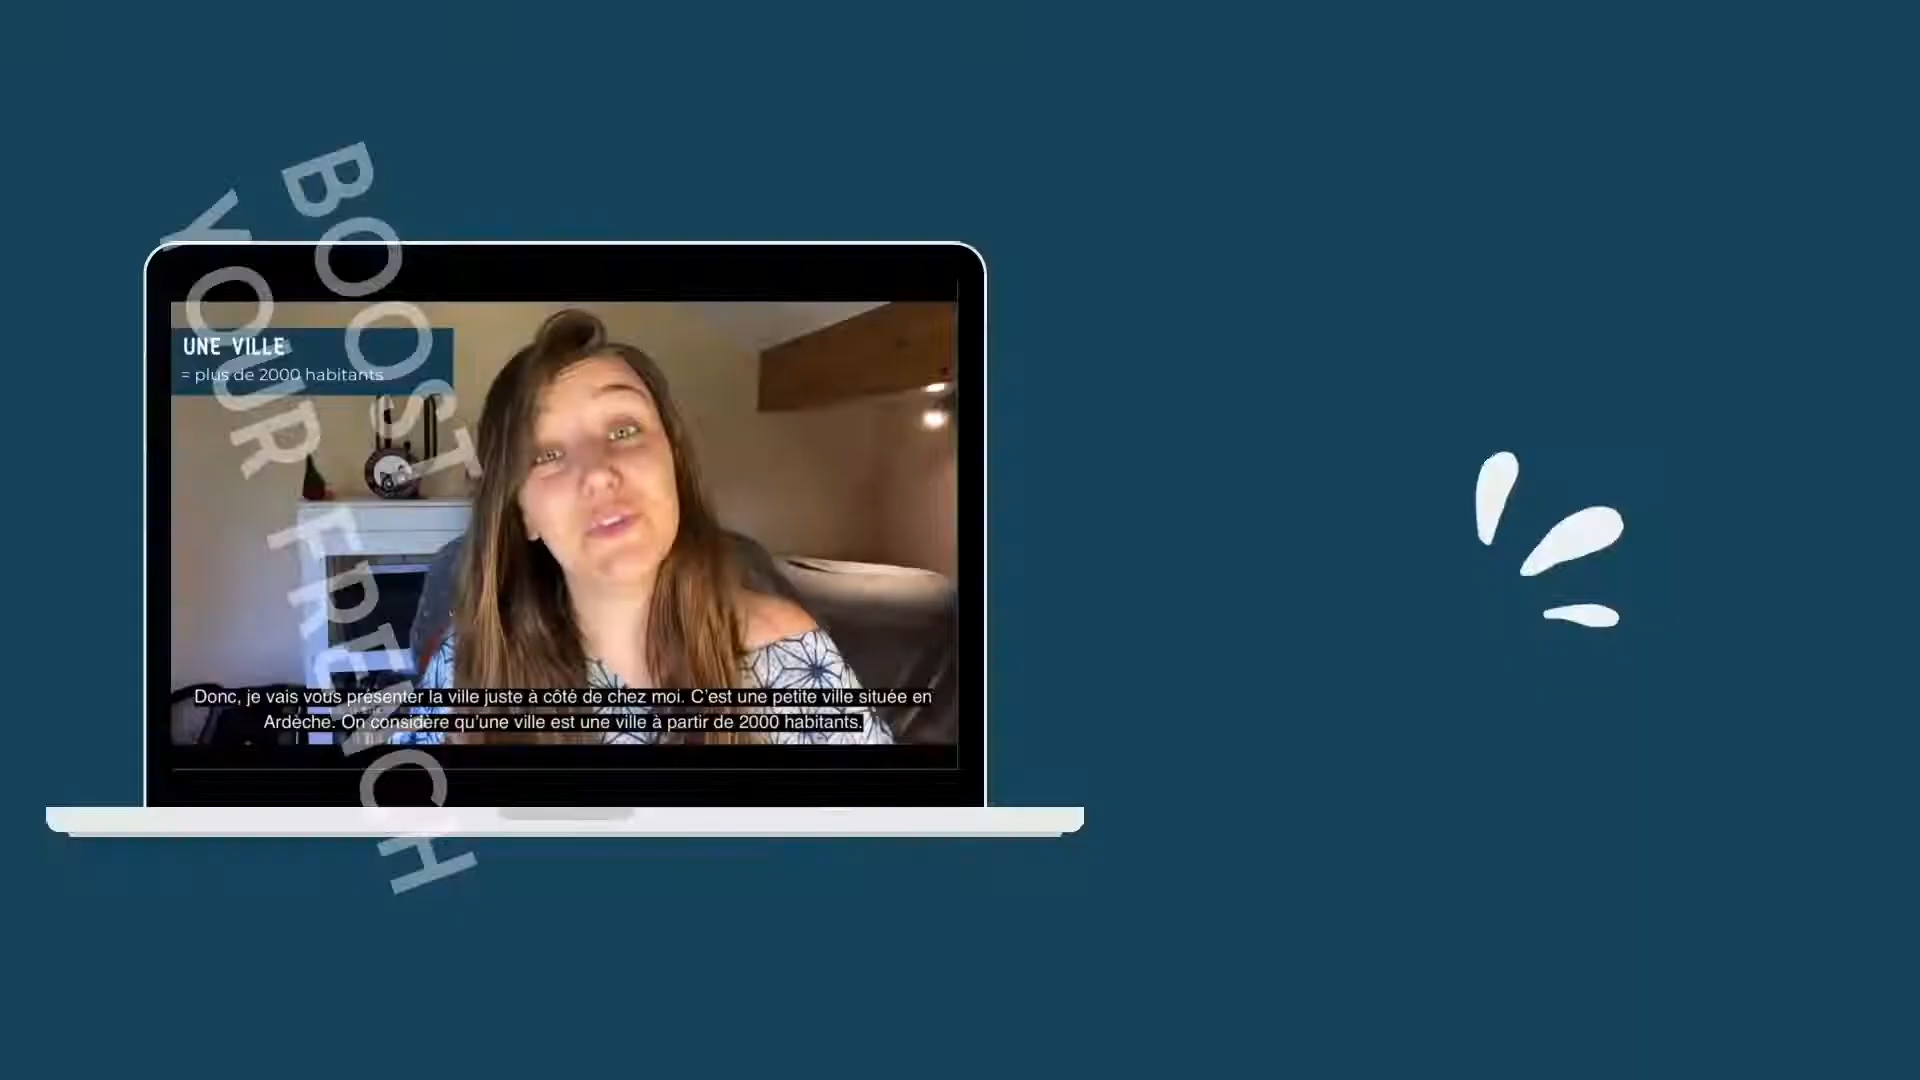 BOOST
YOUR FRENCH
UNE VILLE
= plus de 2000 habitants
Donc, je vais vous présenter la ville juste à côté de chez moi. C'est une petite ville située en
Ardèche. On considère qu'une ville est une ville à partir de 2000 habitants.